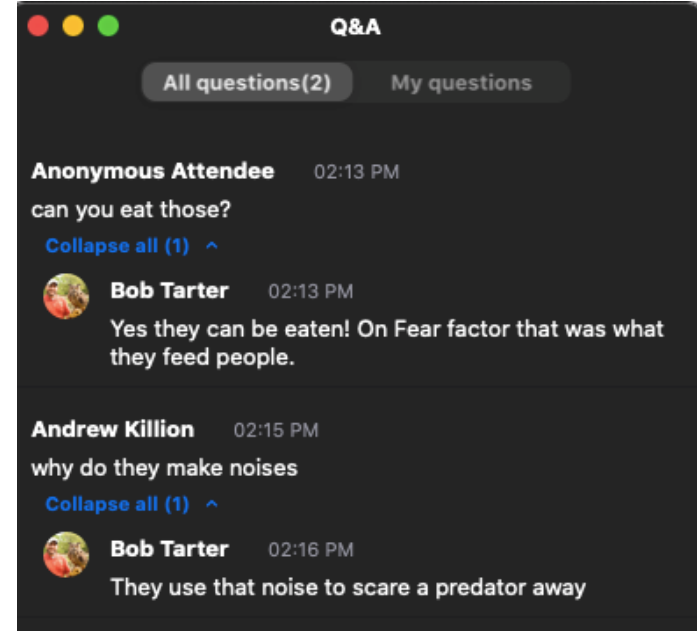 Q&A
All questions(2) My questions
Anonymous Attendee 02:13 PM
can you eat those?
Collapse all (1)
Bob Tarter 02:13 PM
Yes they can be eaten! On Fear factor that was what
they feed people.
Andrew Killion 02:15 PM
why do they make noises
Collapse all (1)
Bob Tarter 02:16 PM
They use that noise to scare a predator away